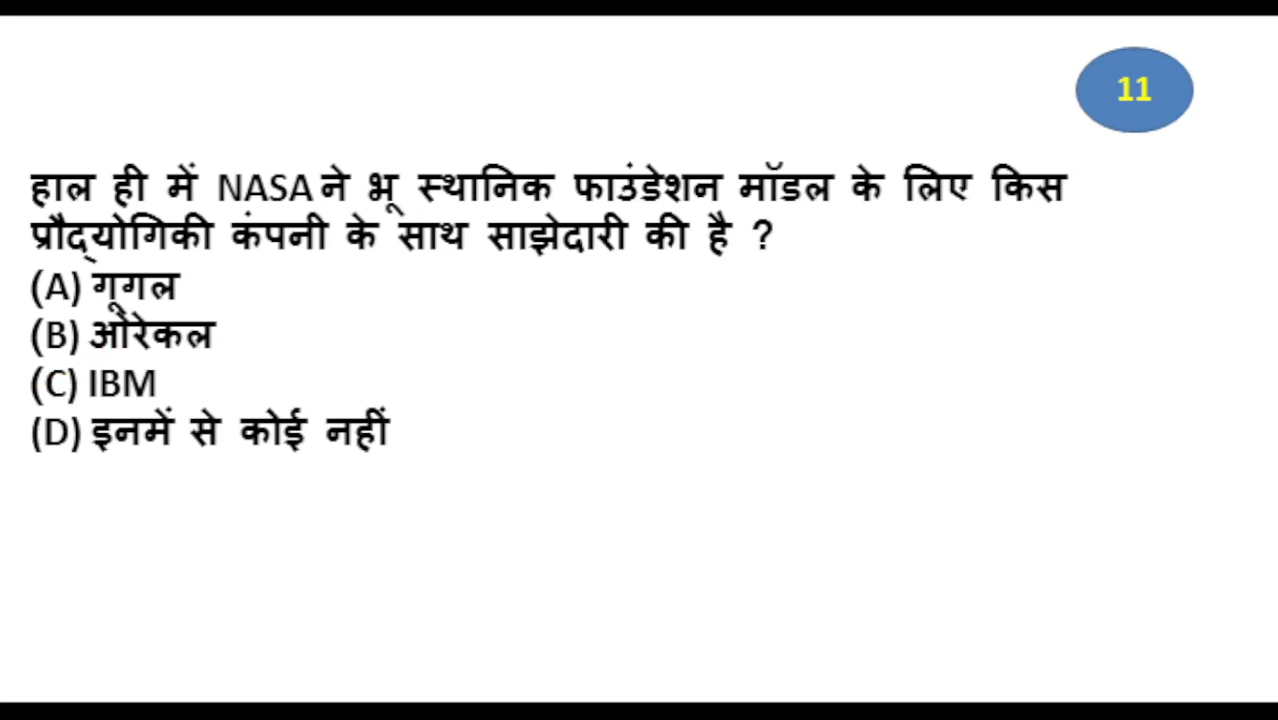 11
हाल ही में NASA ने भू स्थानिक फाउंडेशन मॉडल के लिए किस
प्रौद्योगिकी कंपनी के साथ साझेदारी की है ?
(A) गूगल
(B) ओरेकल
(C) IBM
(D) इनमें से कोई नहीं